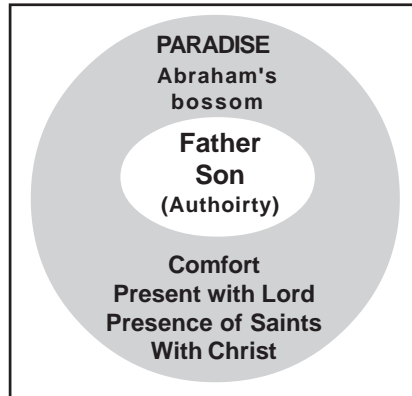 PARADISE
Abraham's
bossom
Father
Son
(Authoirty)
Comfort
Present with Lord
Presence of Saints
With Christ